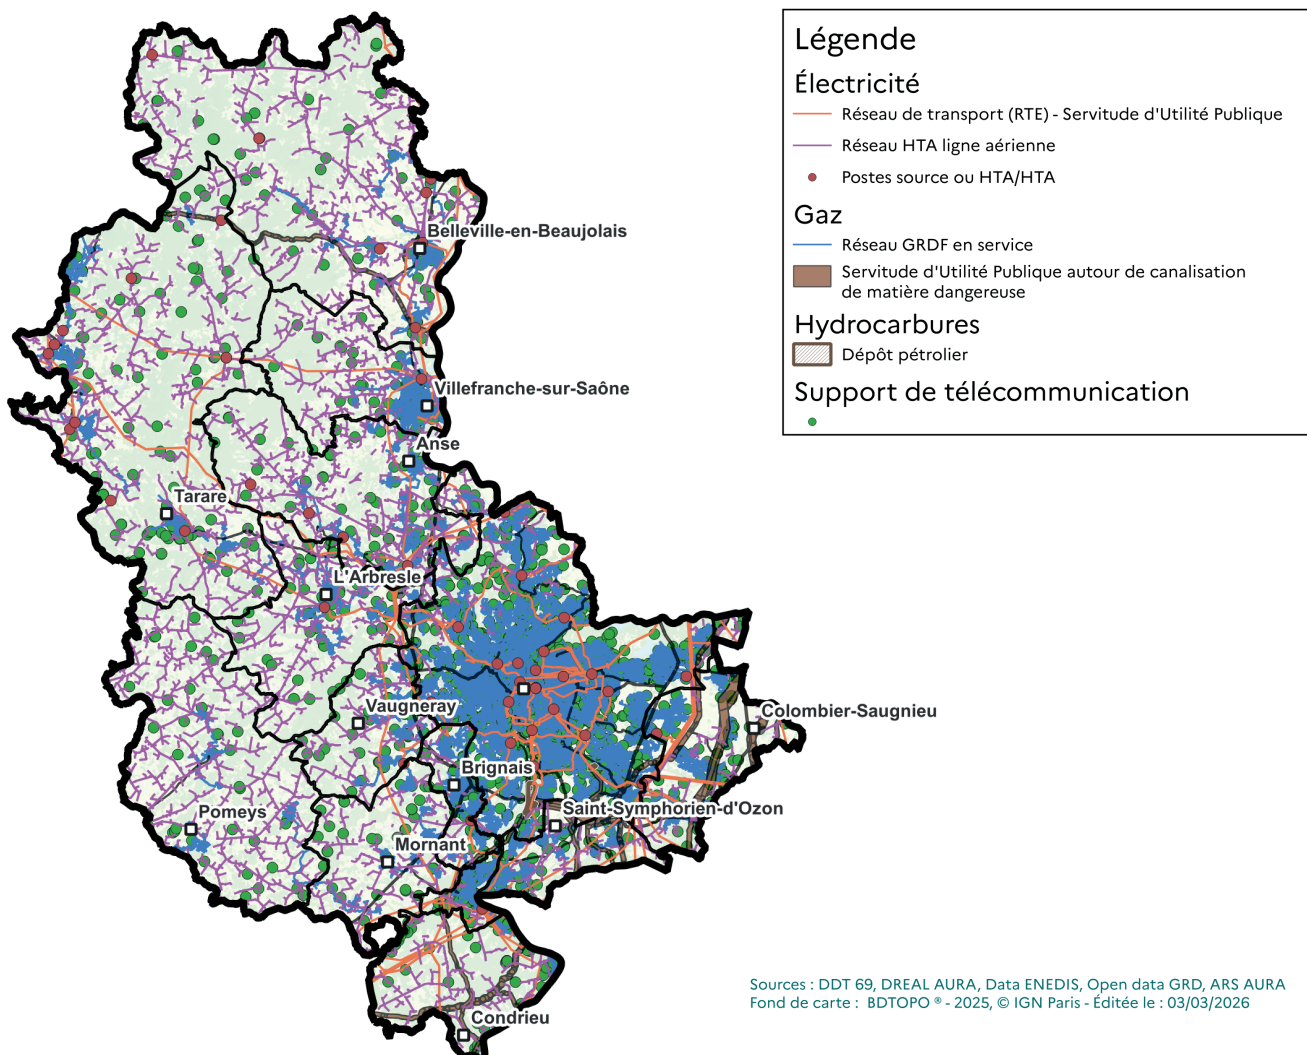 Légende
Électricité
Réseau de transport (RTE) - Servitude d'Utilité Publique
Réseau HTA ligne aérienne
Postes source ou HTA/HTA
Gaz
Réseau GRDF en service
Servitude d'Utilité Publique autour de canalisation
de matière dangereuse
Hydrocarbures
Dépôt pétrolier
Support de télécommunication
Belleville-en-Beaujolais
Villefranche-sur-Saône
Anse
Tarare
L'Arbresle
Vaugneray
Colombier-Saugnieu
Brignais
Saint-Symphorien-d'Ozon
Pomeys
Mornant
Condrieu
Sources : DDT 69, DREAL AURA, Data ENEDIS, Open data GRD, ARS AURA
Fond de carte : BDTOPO ® - 2025, © IGN Paris - Éditée le : 03/03/2026